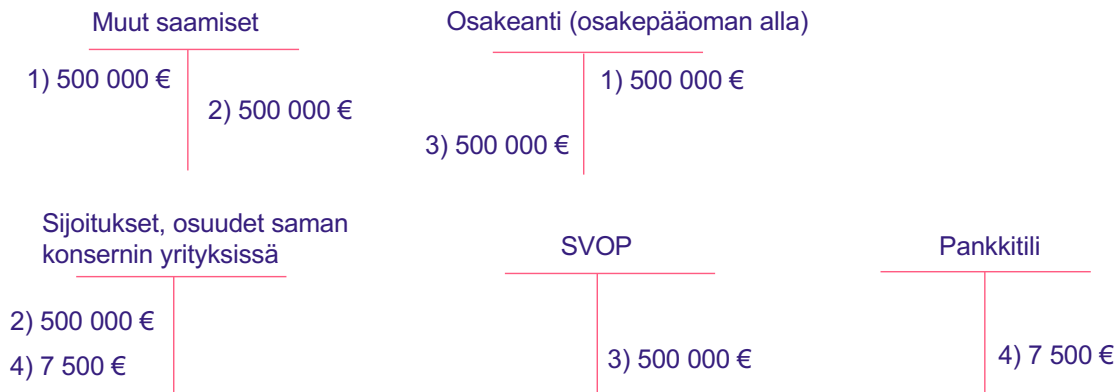 Muut saamiset
1) 500 000 €
2) 500 000 €
Osakeanti (osakepääoman alla)
1) 500 000 €
3) 500 000 €
Sijoitukset, osuudet saman
konsernin yrityksissä
2) 500 000 €
4) 7 500 €
SVOP
3) 500 000 €
Pankkitili
4) 7 500 €